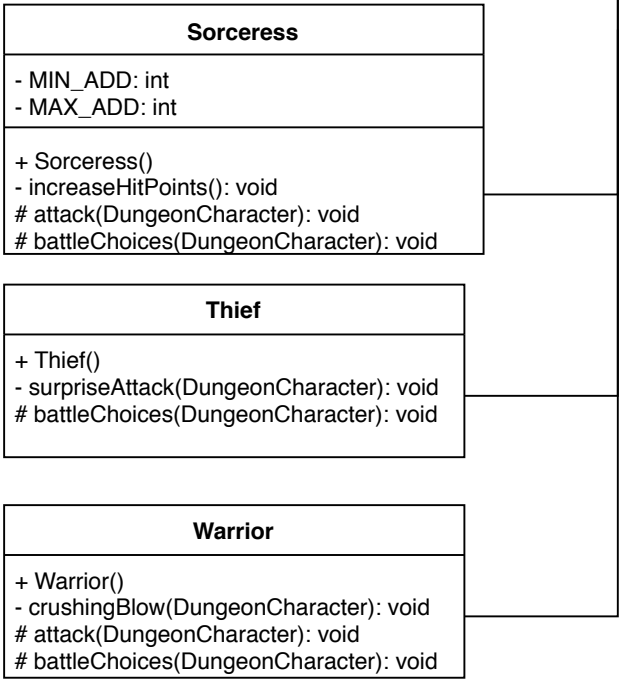 Sorceress
- MIN_ADD: int
- MAX_ADD: int
+ Sorceress()
- increaseHitPoints(): void
# attack(DungeonCharacter): void
# battleChoices(DungeonCharacter): void
Thief
+ Thief()
- surpriseAttack(DungeonCharacter): void
# battleChoices(DungeonCharacter): void
Warrior
+ Warrior()
- crushingBlow(DungeonCharacter): void
# attack(DungeonCharacter): void
# battleChoices(DungeonCharacter): void